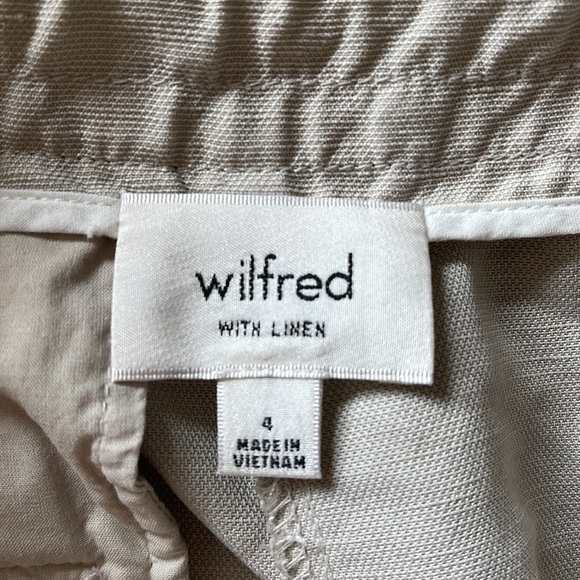 wilfred
WITH LINEN
4
MADE IN
VIETNAM